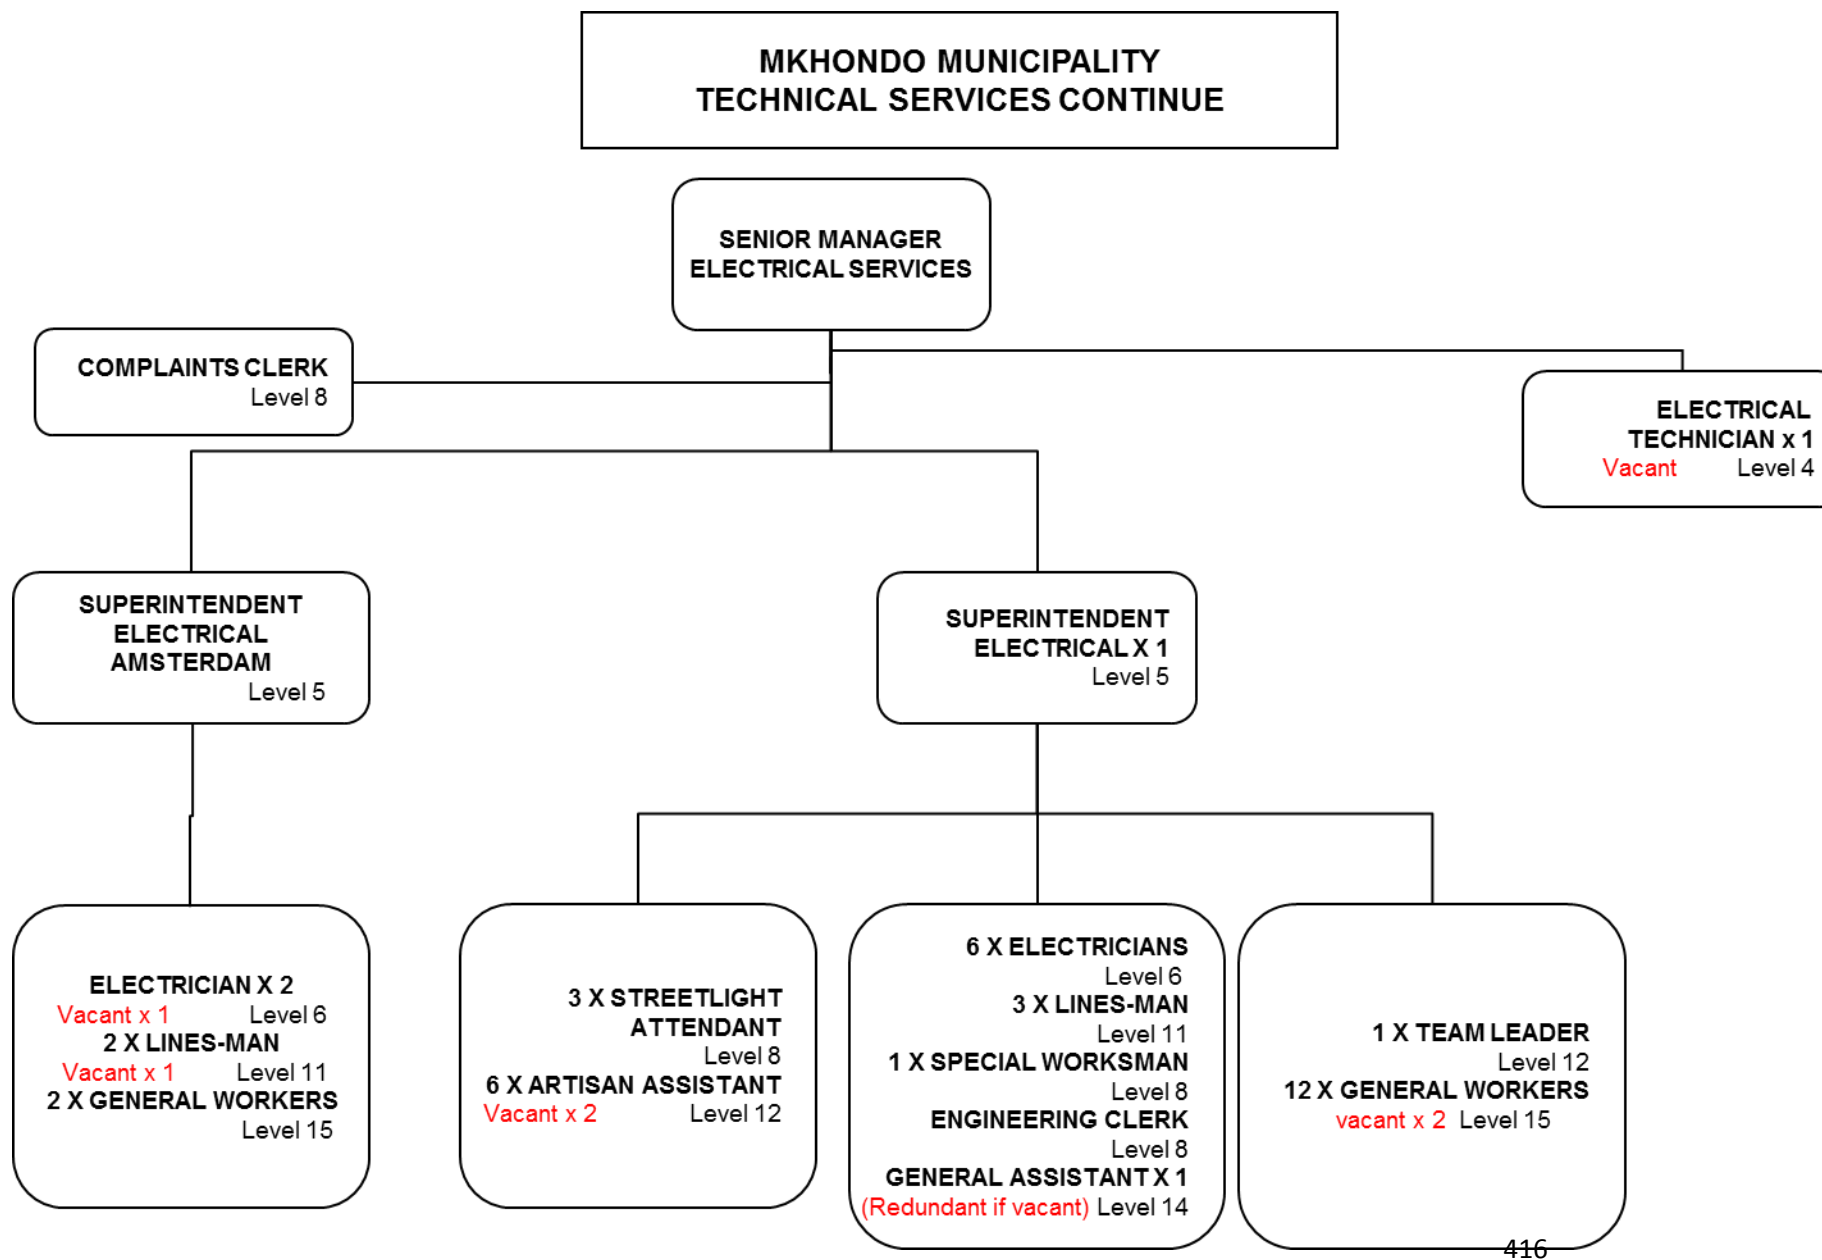 MKHONDO MUNICIPALITY
TECHNICAL SERVICES CONTINUE
SENIOR MANAGER
ELECTRICAL SERVICES
COMPLAINTS CLERK
Level 8
ELECTRICAL
TECHNICIAN x 1
Vacant Level 4
SUPERINTENDENT
ELECTRICAL
AMSTERDAM
Level 5
SUPERINTENDENT
ELECTRICAL X 1
Level 5
ELECTRICIAN X 2
Vacant x 1 Level 6
2 X LINES-MAN
Vacant x 1 Level 11
2 X GENERAL WORKERS
Level 15
3 X STREETLIGHT
ATTENDANT
Level 8
6 X ARTISAN ASSISTANT
Vacant x 2 Level 12
6 X ELECTRICIANS
Level 6
3 X LINES-MAN
Level 11
1 X SPECIAL WORKSMAN
Level 8
ENGINEERING CLERK
Level 8
GENERAL ASSISTANT X 1
(Redundant if vacant) Level 14
1 X TEAM LEADER
Level 12
12 X GENERAL WORKERS
vacant x 2 Level 15
416